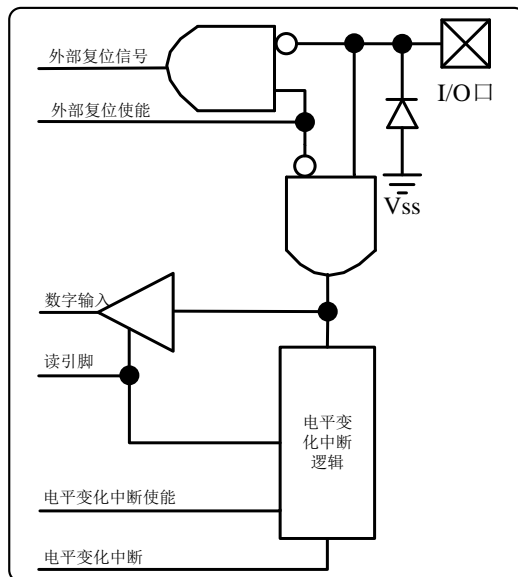 外部复位信号
I/O口
外部复位使能
Vss
数字输入
读引脚
电平变
化中断
逻辑
电平变化中断使能
电平变化中断